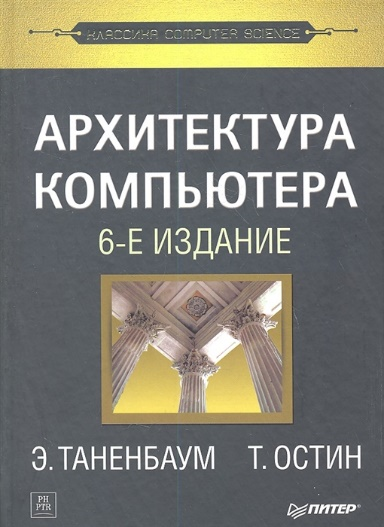 КЛАССИКА COMPUTER SCIENCE
АРХИТЕКТУРА
КОМПЬЮТЕРА
6-Е ИЗДАНИЕ
Э. ТАНЕНБАУМ Т. ОСТИН
PH
PTR
ПИТЕР